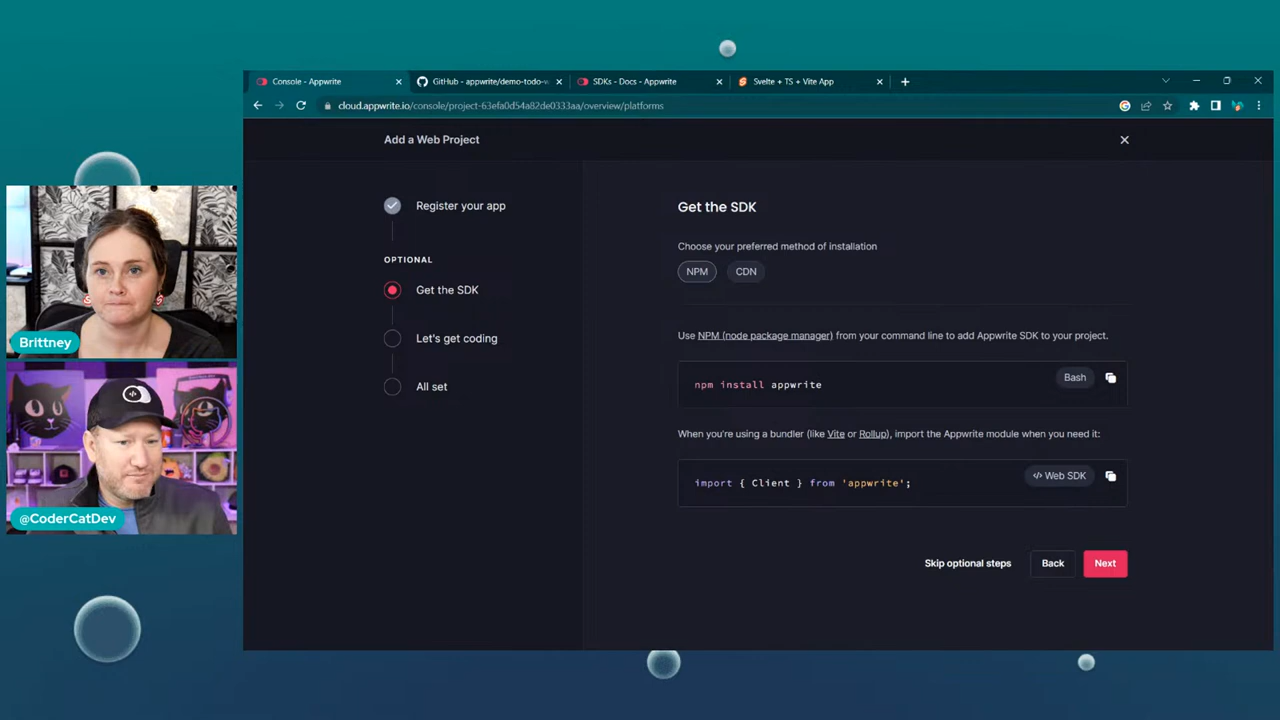 Console - Appwrite
GitHub - appwrite/demo-todo-w
SDKs - Docs - Appwrite
Svelte + TS + Vite App
cloud.appwrite.io/console/project-63efa0d54a82de0333aa/overview/platforms
Add a Web Project
Register your app
OPTIONAL
Get the SDK
Let's get coding
All set
Get the SDK
Choose your preferred method of installation
NPM
CDN
Use NPM (node package manager) from your command line to add Appwrite SDK to your project.
npm install appwrite
Bash
When you're using a bundler (like Vite or Rollup), import the Appwrite module when you need it:
import { Client } from 'appwrite';
</> Web SDK
Skip optional steps
Back
Next
Brittney
@CoderCatDev